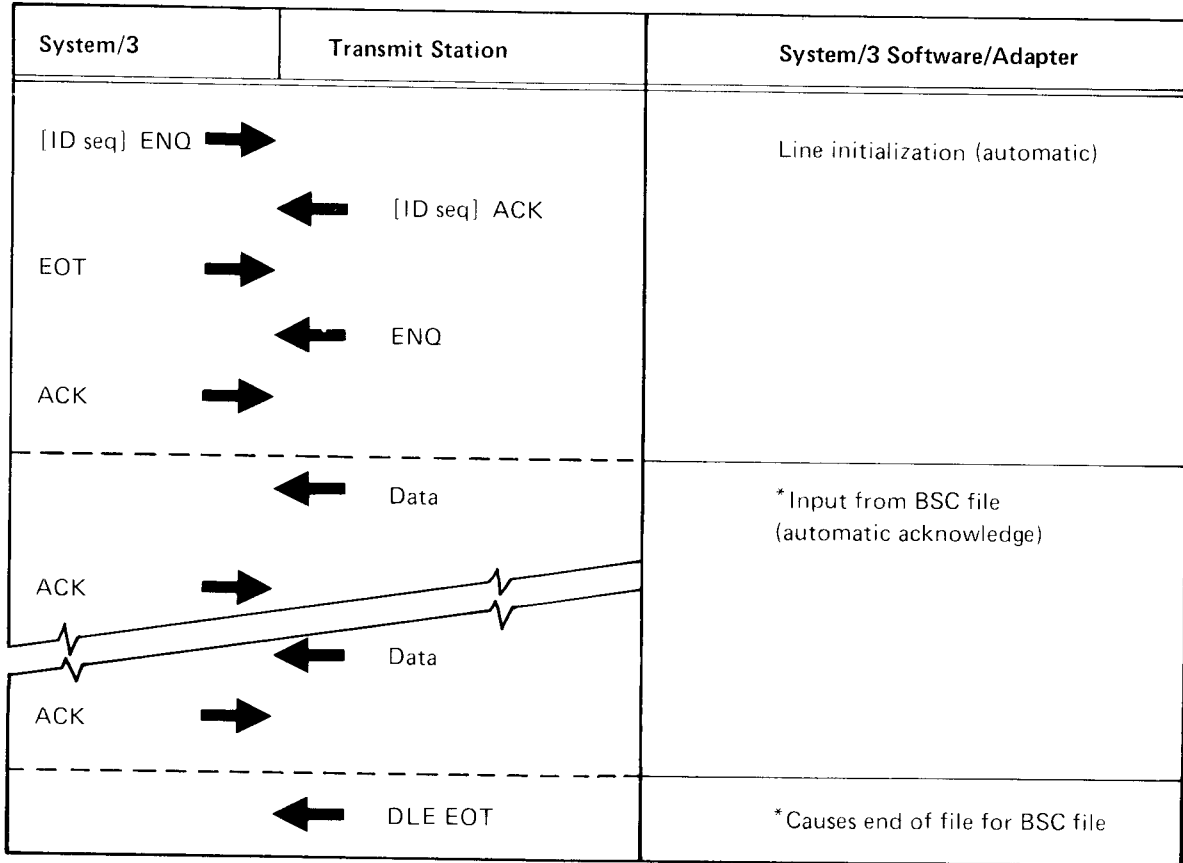 System/3 Transmit Station System/3 Software/Adapter
[ID seq] ENQ Line initialization (automatic)
[ID seq] ACK
EOT
ENQ
ACK
Data *Input from BSC file
(automatic acknowledge)
ACK
Data
ACK
DLE EOT *Causes end of file for BSC file